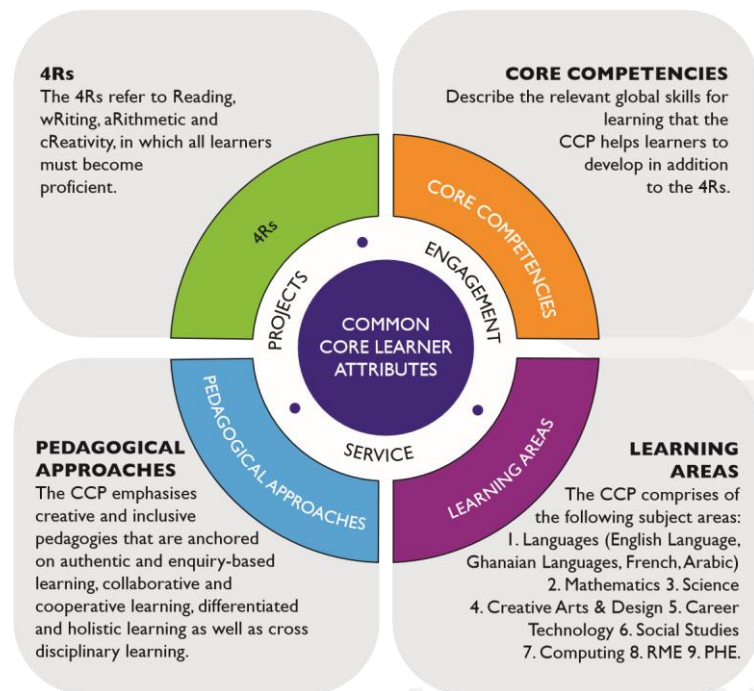 4Rs
The 4Rs refer to Reading,
wRiting, aRithmetic and
cReativity, in which all learners
must become
proficient.
CORE COMPETENCIES
Describe the relevant global skills for
learning that the
CCP helps learners to
develop in addition
to the 4Rs.
4Rs
CORE COMPETENCIES
PROJECTS
ENGAGEMENT
COMMON
CORE LEARNER
ATTRIBUTES
SERVICE
PEDAGOGICAL APPROACHES
LEARNING AREAS
PEDAGOGICAL
APPROACHES
The CCP emphasises
creative and inclusive
pedagogies that are anchored
on authentic and enquiry-based
learning, collaborative and
cooperative learning, differentiated
and holistic learning as well as cross
disciplinary learning.
LEARNING
AREAS
The CCP comprises of
the following subject areas:
1. Languages (English Language,
Ghanaian Languages, French, Arabic)
2. Mathematics 3. Science
4. Creative Arts & Design 5. Career
Technology 6. Social Studies
7. Computing 8. RME 9. PHE.